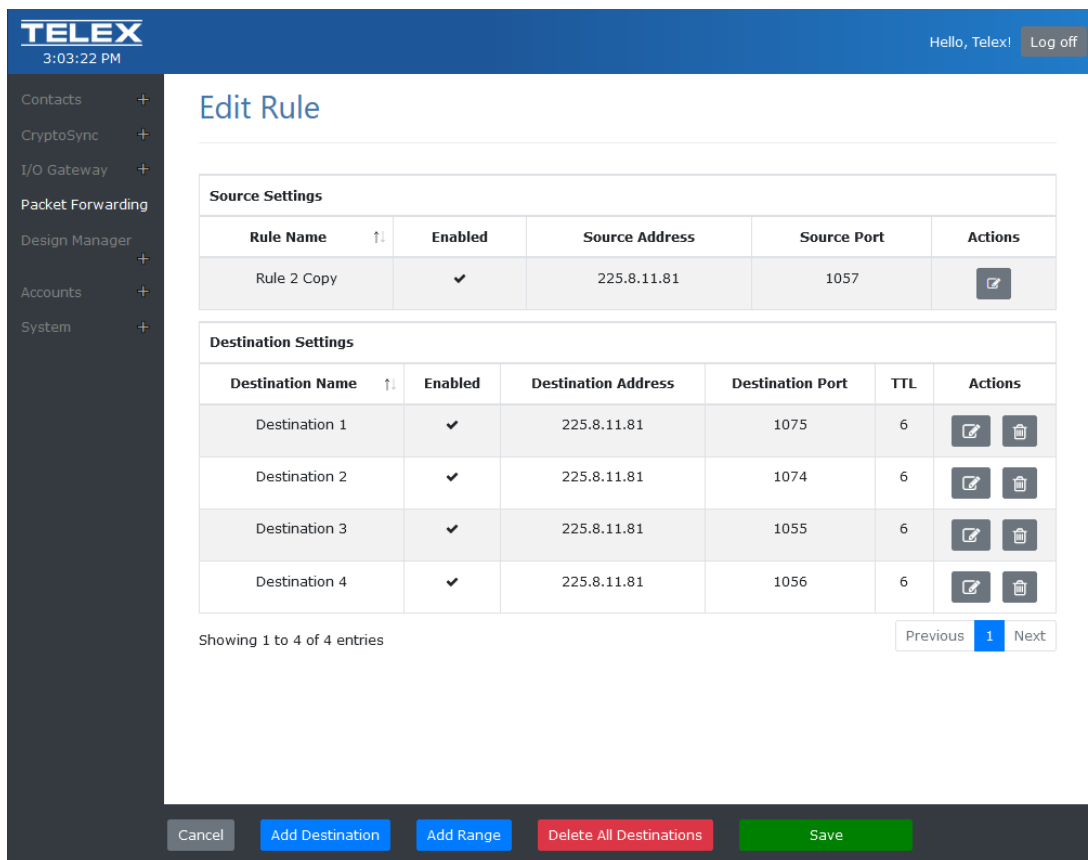 TELEX
3:03:22 PM
Hello, Telex! Log off
Contacts +
CryptoSync +
I/O Gateway +
Packet Forwarding
Design Manager +
Accounts +
System +
Edit Rule
Source Settings
Rule Name ↑↓ Enabled Source Address Source Port Actions
Rule 2 Copy ✔ 225.8.11.81 1057
Destination Settings
Destination Name ↑↓ Enabled Destination Address Destination Port TTL Actions
Destination 1 ✔ 225.8.11.81 1075 6
Destination 2 ✔ 225.8.11.81 1074 6
Destination 3 ✔ 225.8.11.81 1055 6
Destination 4 ✔ 225.8.11.81 1056 6
Showing 1 to 4 of 4 entries
Previous 1 Next
Cancel Add Destination Add Range Delete All Destinations Save